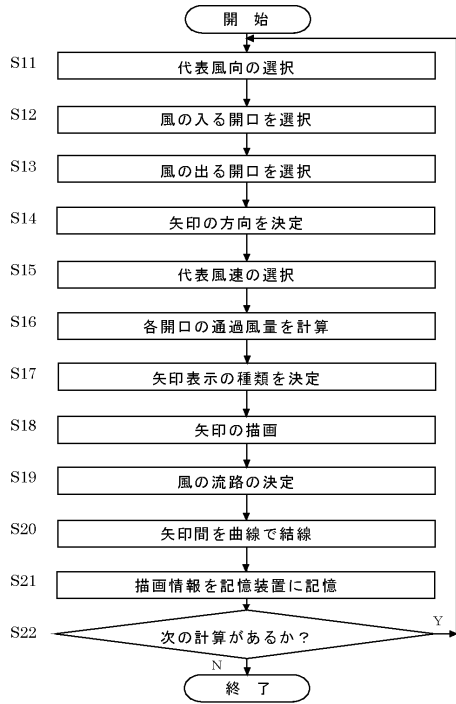 開 始
S11 代表風向の選択
S12 風の入る開口を選択
S13 風の出る開口を選択
S14 矢印の方向を決定
S15 代表風速の選択
S16 各開口の通過風量を計算
S17 矢印表示の種類を決定
S18 矢印の描画
S19 風の流路の決定
S20 矢印間を曲線で結線
S21 描画情報を記憶装置に記憶
S22 次の計算があるか？ Y
N
終 了